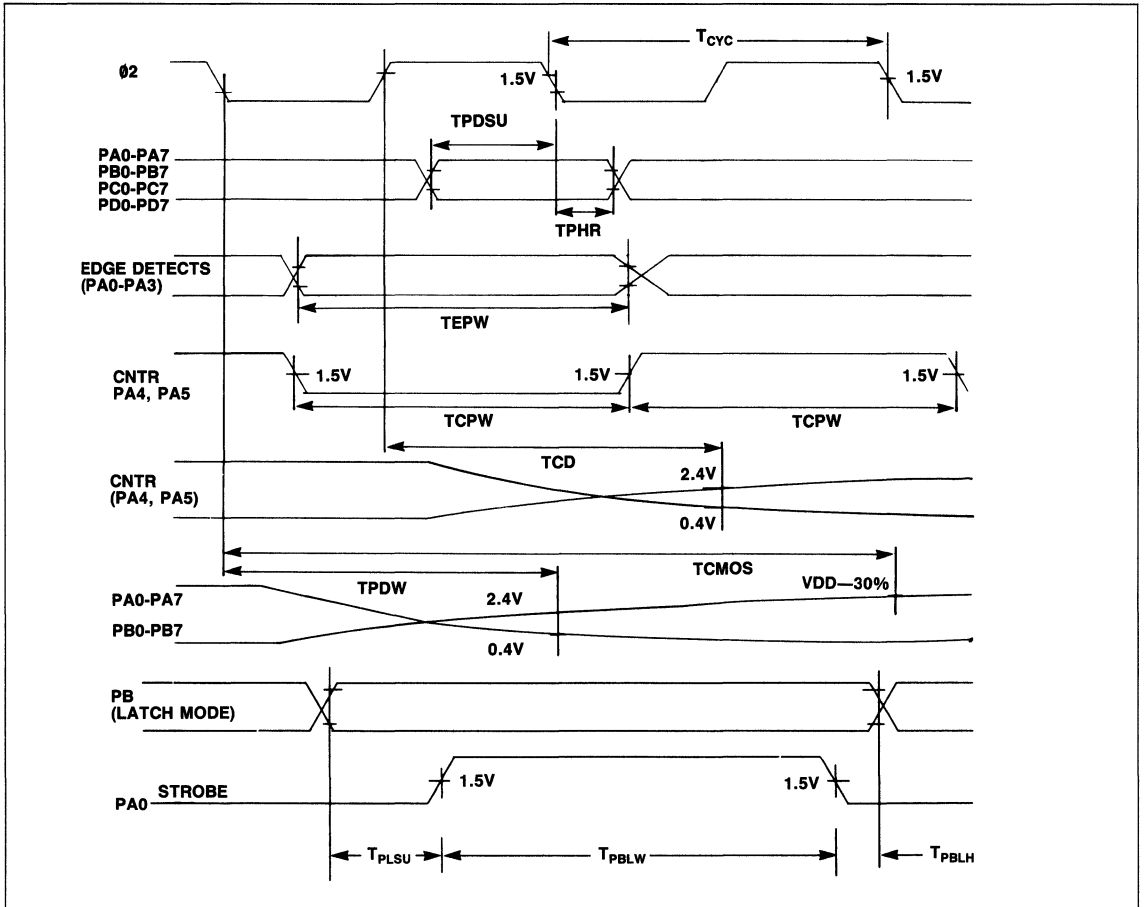 T_CYC
Ø2
1.5V
1.5V
TPDSU
PA0-PA7
PB0-PB7
PC0-PC7
PD0-PD7
TPHR
EDGE DETECTS
(PA0-PA3)
TEPW
CNTR
PA4, PA5
1.5V
1.5V
1.5V
TCPW
TCPW
TCD
CNTR
(PA4, PA5)
2.4V
0.4V
TCMOS
TPDW
VDD—30%
PA0-PA7
2.4V
PB0-PB7
0.4V
PB
(LATCH MODE)
STROBE
PA0
1.5V
1.5V
T_PLSU
T_PBLW
T_PBLH